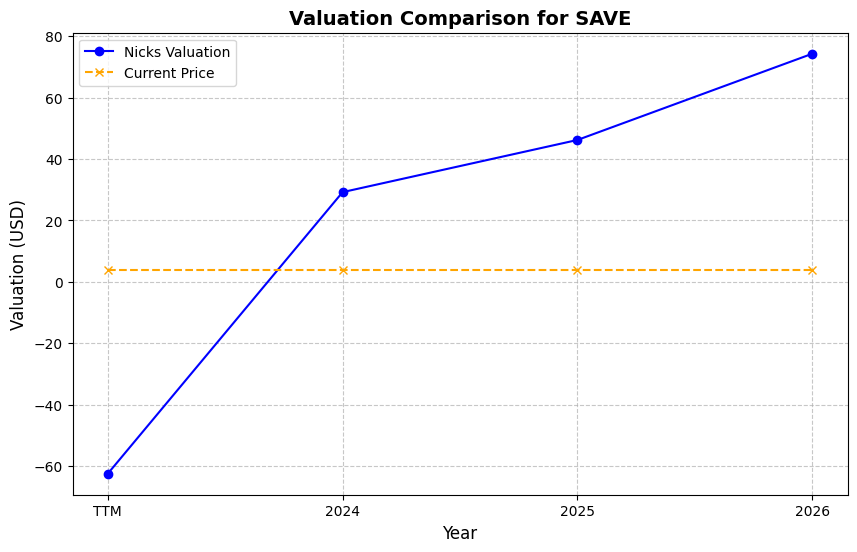 Valuation Comparison for SAVE
Nicks Valuation
Current Price
Valuation (USD)
80
60
40
20
0
−20
−40
−60
TTM
2024
2025
2026
Year